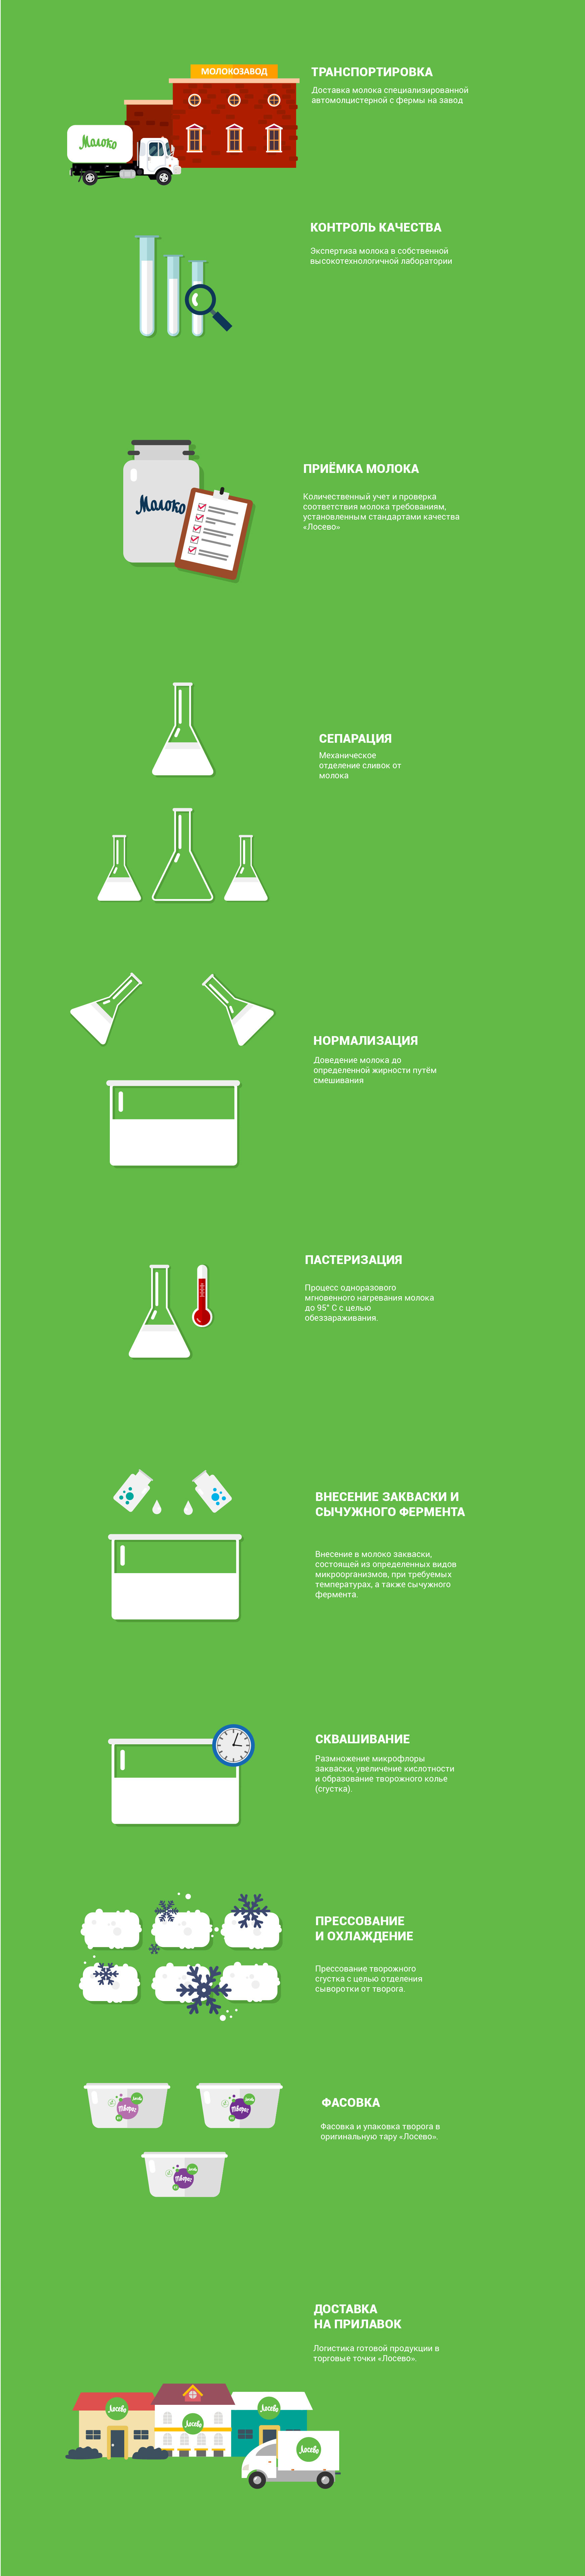 МОЛОКОЗАВОД
Молоко
ТРАНСПОРТИРОВКА
Доставка молока специализированной
автомолцистерной с фермы на завод
КОНТРОЛЬ КАЧЕСТВА
Экспертиза молока в собственной
высокотехнологичной лаборатории
Молоко
ПРИЁМКА МОЛОКА
Количественный учет и проверка
соответствия молока требованиям,
установленным стандартами качества
«Лосево»
СЕПАРАЦИЯ
Механическое
отделение сливок от
молока
НОРМАЛИЗАЦИЯ
Доведение молока до
определенной жирности путём
смешивания
ПАСТЕРИЗАЦИЯ
Процесс одноразового
мгновенного нагревания молока
до 95° С с целью
обеззараживания.
ВНЕСЕНИЕ ЗАКВАСКИ И
СЫЧУЖНОГО ФЕРМЕНТА
Внесение в молоко закваски,
состоящей из определенных видов
микроорганизмов, при требуемых
температурах, а также сычужного
фермента.
СКВАШИВАНИЕ
Размножение микрофлоры
закваски, увеличение кислотности
и образование творожного колье
(сгустка).
ПРЕССОВАНИЕ
И ОХЛАЖДЕНИЕ
Прессование творожного
сгустка с целью отделения
сыворотки от творога.
Творог
Творог
Творог
ФАСОВКА
Фасовка и упаковка творога в
оригинальную тару «Лосево».
ДОСТАВКА
НА ПРИЛАВОК
Логистика готовой продукции в
торговые точки «Лосево».
Лосево
Лосево
Лосево
Лосево